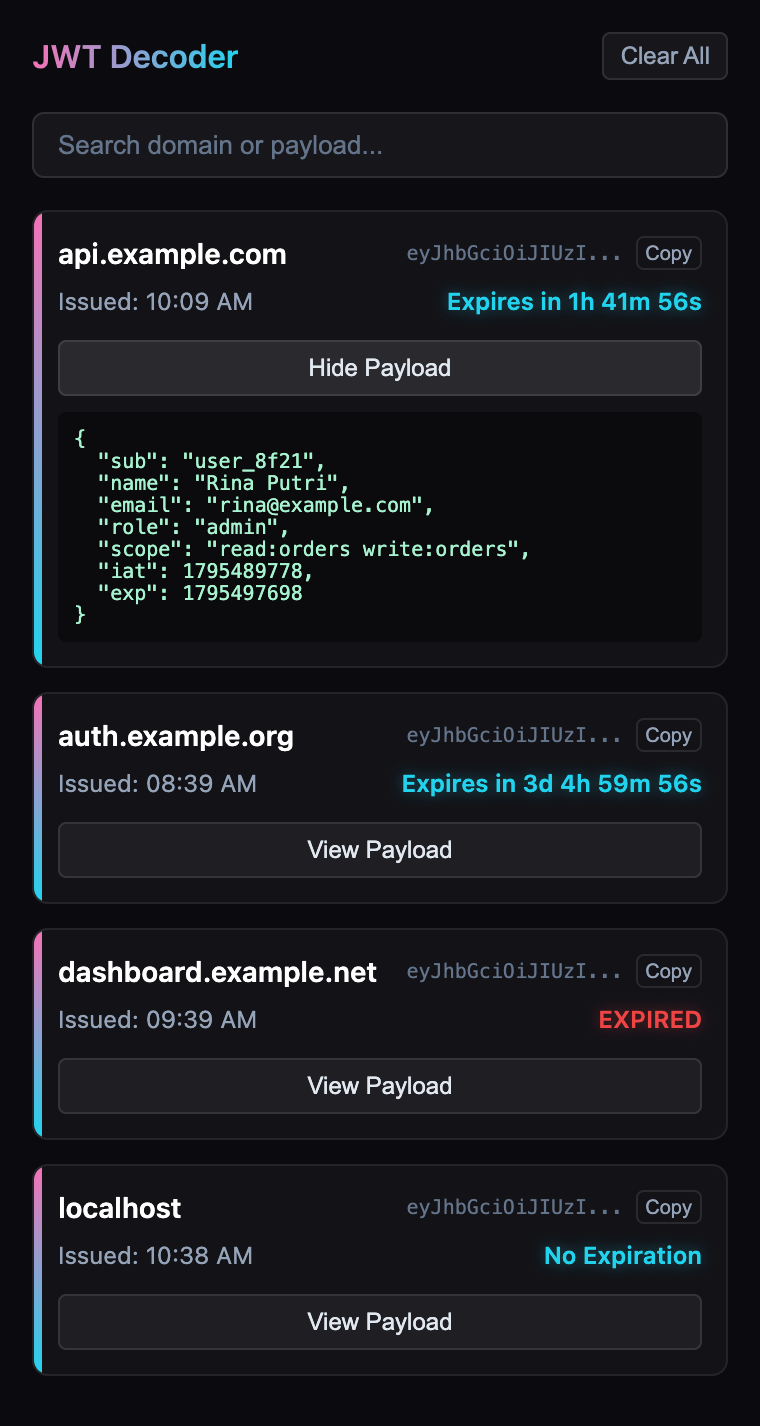 JWT Decoder
Clear All
Search domain or payload...
api.example.com
eyJhbGciOiJIUzI...
Copy
Issued: 10:09 AM
Expires in 1h 41m 56s
Hide Payload
{
  "sub": "user_8f21",
  "name": "Rina Putri",
  "email": "rina@example.com",
  "role": "admin",
  "scope": "read:orders write:orders",
  "iat": 1795489778,
  "exp": 1795497698
}
auth.example.org
eyJhbGciOiJIUzI...
Copy
Issued: 08:39 AM
Expires in 3d 4h 59m 56s
View Payload
dashboard.example.net
eyJhbGciOiJIUzI...
Copy
Issued: 09:39 AM
EXPIRED
View Payload
localhost
eyJhbGciOiJIUzI...
Copy
Issued: 10:38 AM
No Expiration
View Payload